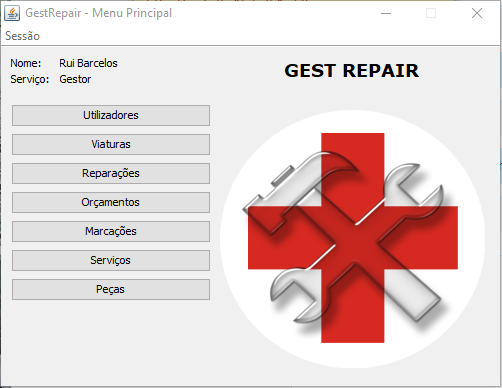 GestRepair - Menu Principal
Sessão
Nome: Rui Barcelos
Serviço: Gestor
GEST REPAIR
Utilizadores
Viaturas
Reparações
Orçamentos
Marcações
Serviços
Peças